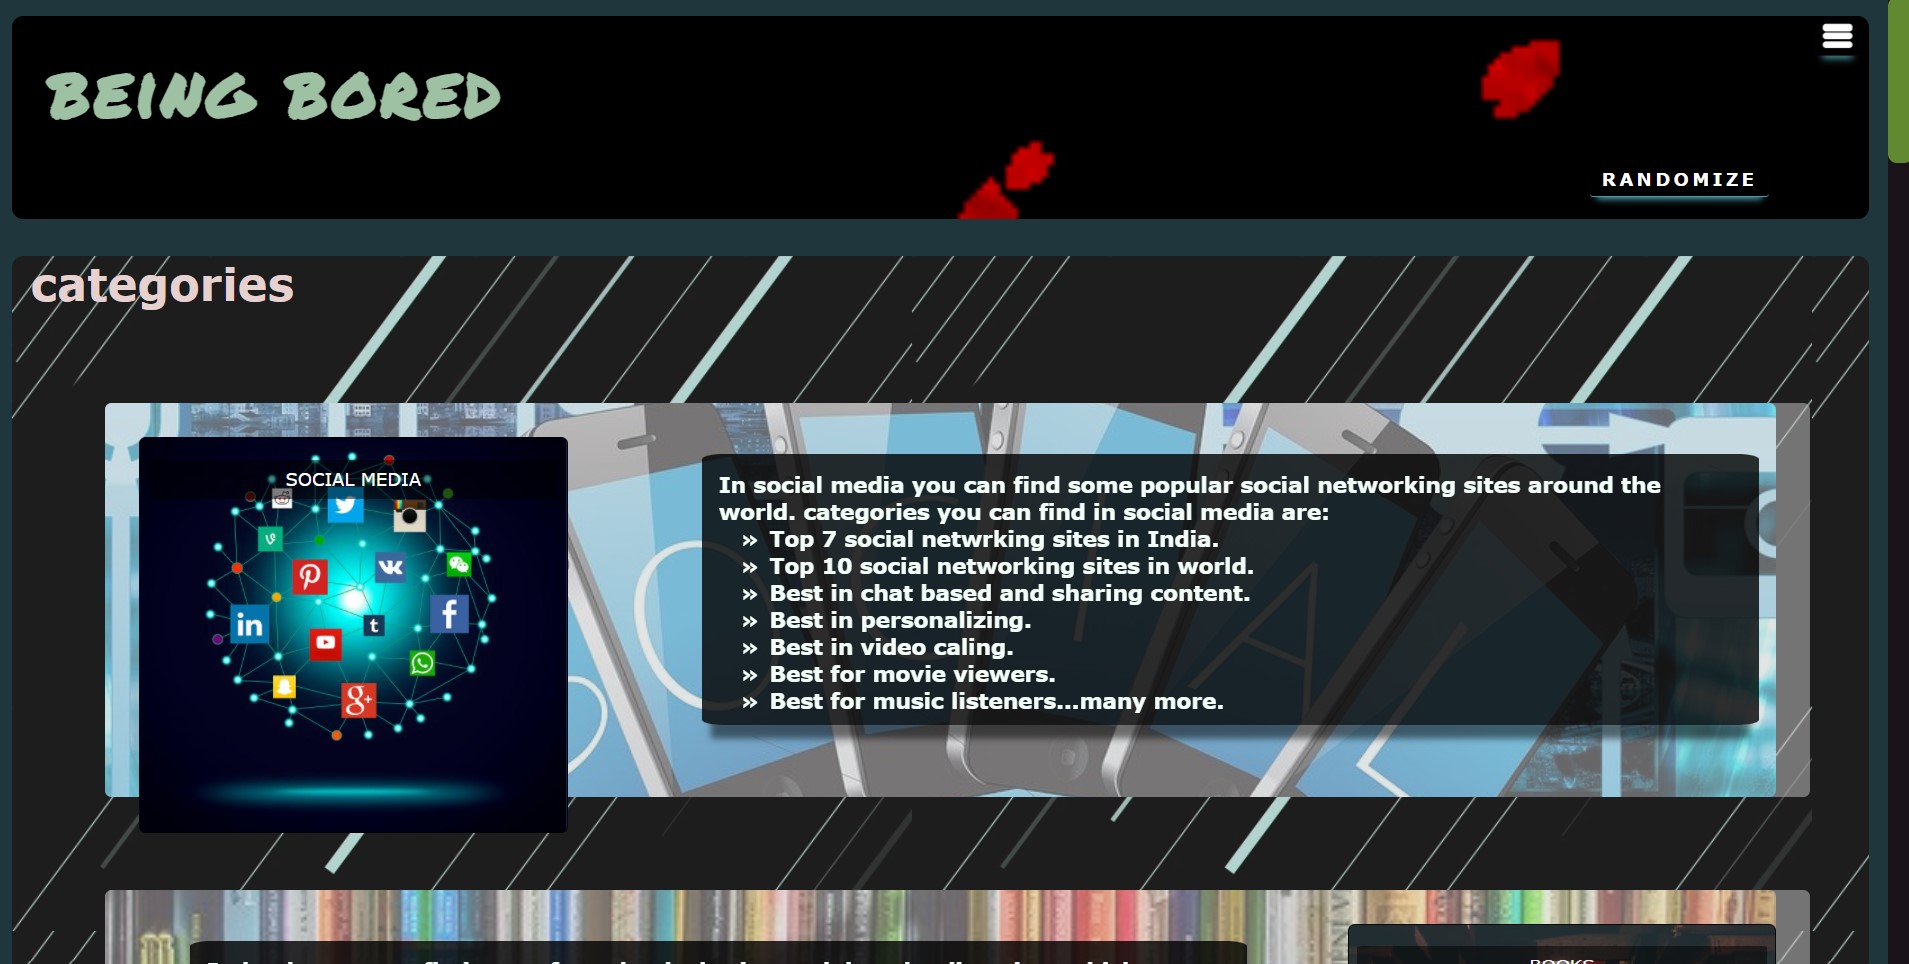 BEING BORED
RANDOMIZE
categories
SOCIAL MEDIA
In social media you can find some popular social networking sites around the
world. categories you can find in social media are:
» Top 7 social netwrking sites in India.
» Top 10 social networking sites in world.
» Best in chat based and sharing content.
» Best in personalizing.
» Best in video caling.
» Best for movie viewers.
» Best for music listeners...many more.
BOOKS